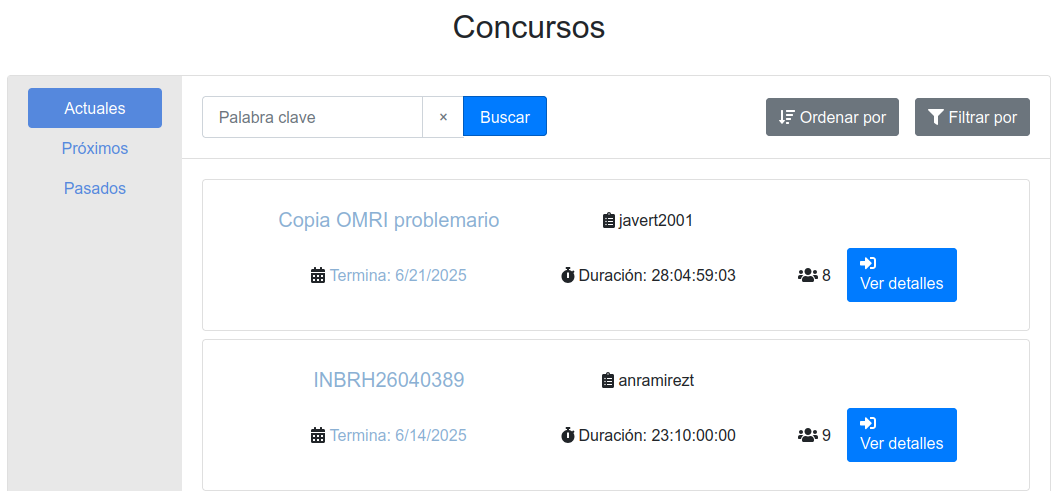 Concursos
Actuales
Próximos
Pasados
Palabra clave × Buscar Ordenar por Filtrar por
Copia OMRI problemario javert2001
Termina: 6/21/2025 Duración: 28:04:59:03 8 Ver detalles
INBRH26040389 anramirezt
Termina: 6/14/2025 Duración: 23:10:00:00 9 Ver detalles